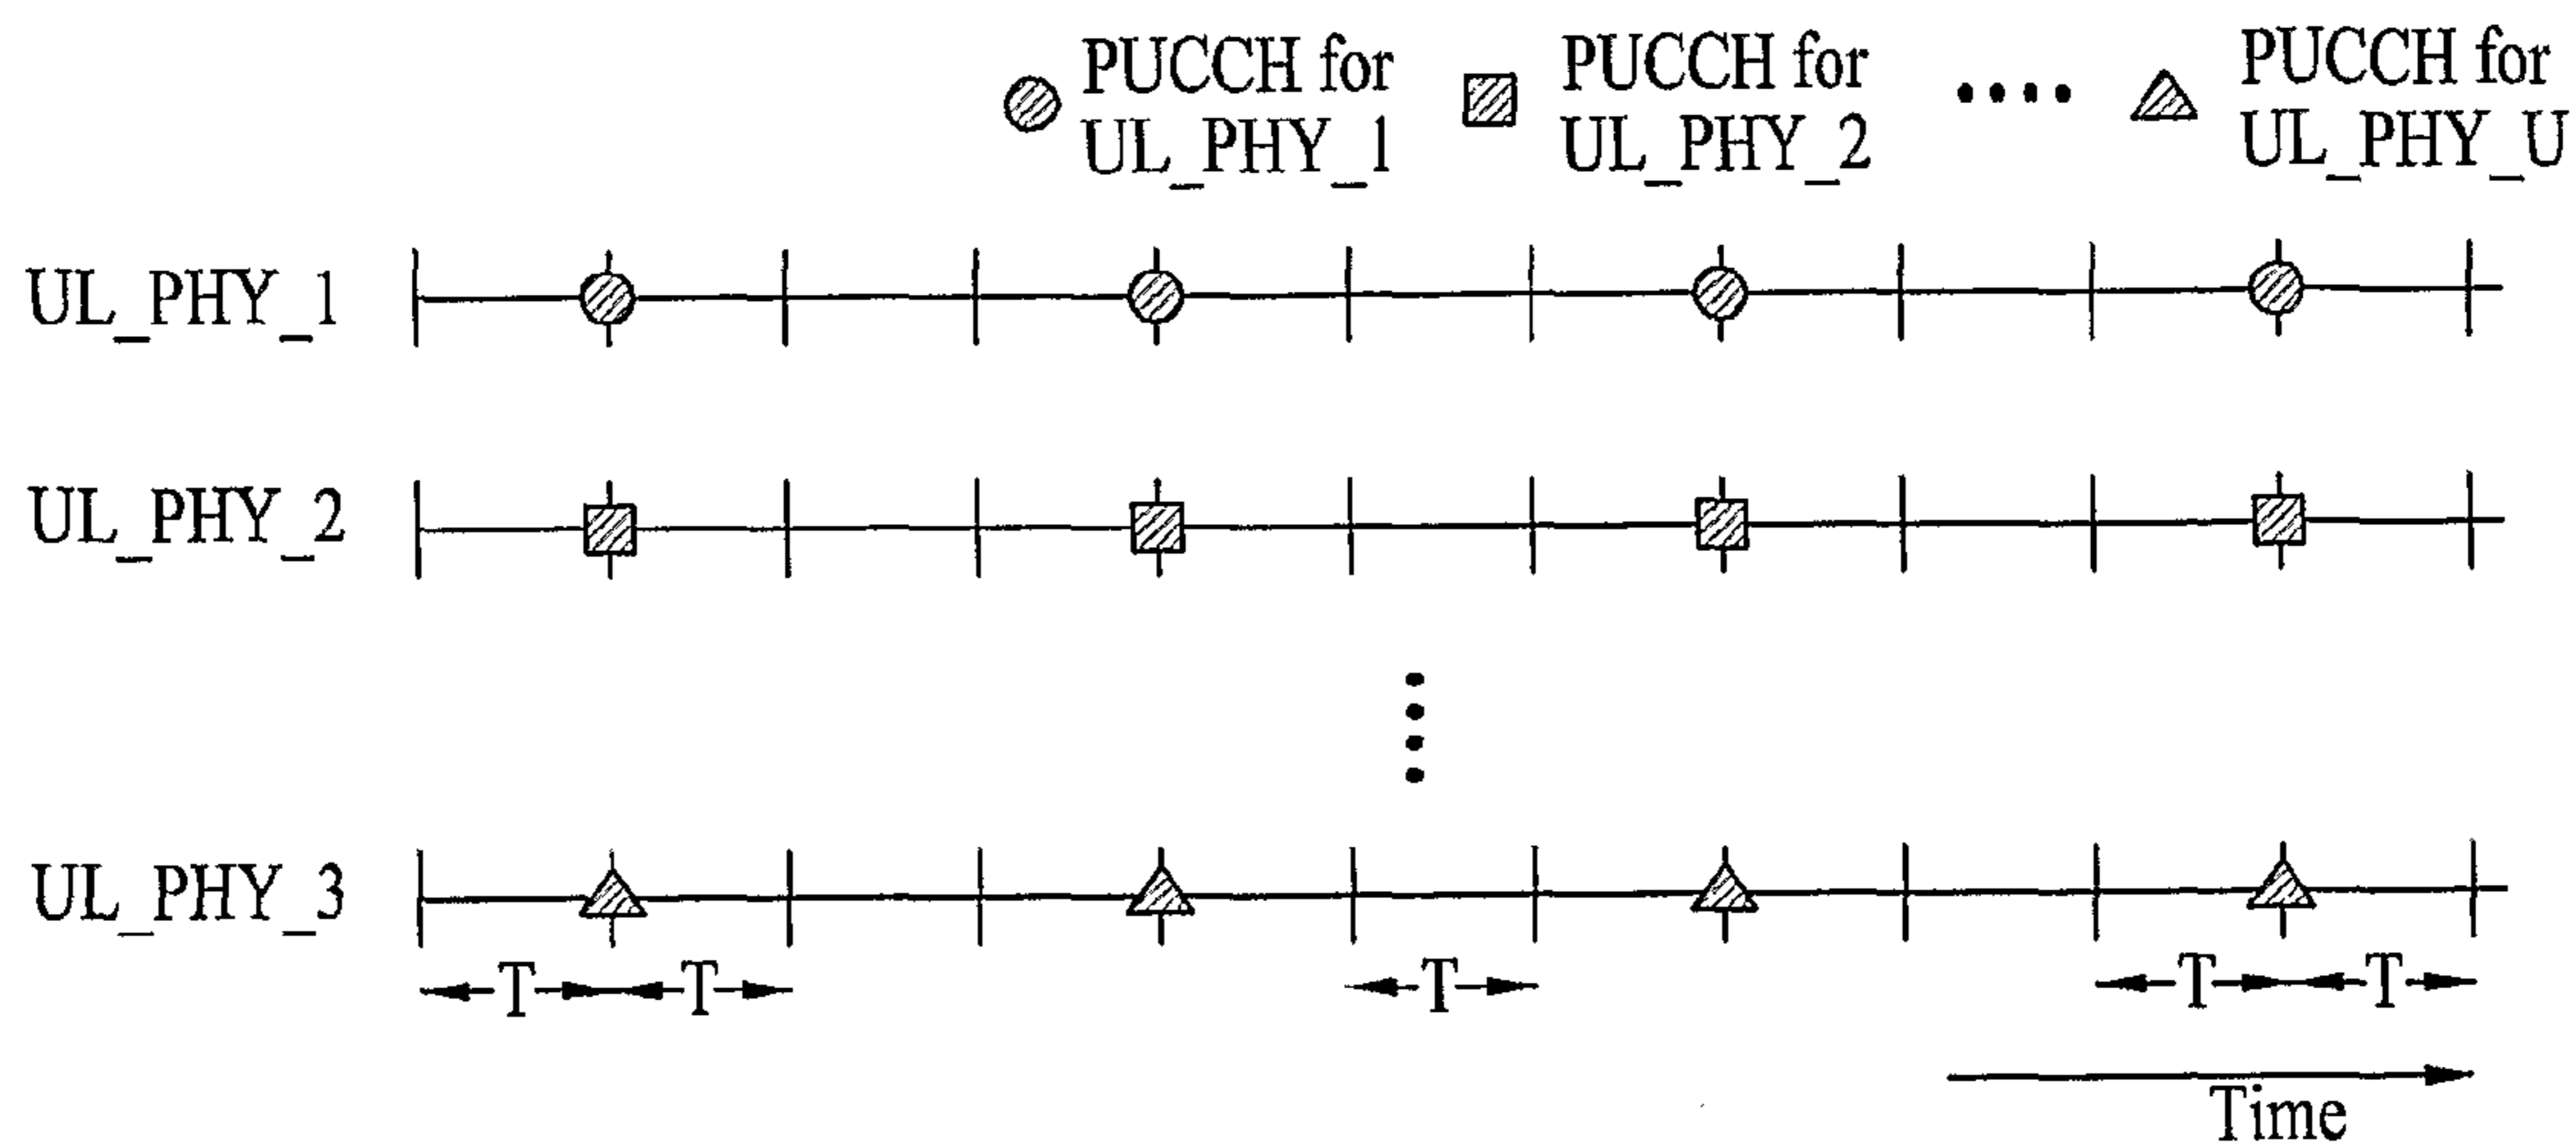 PUCCH for
UL_PHY_1
PUCCH for
UL_PHY_2
PUCCH for
UL_PHY_U
UL_PHY_1
UL_PHY_2
UL_PHY_3
T T T T T
Time